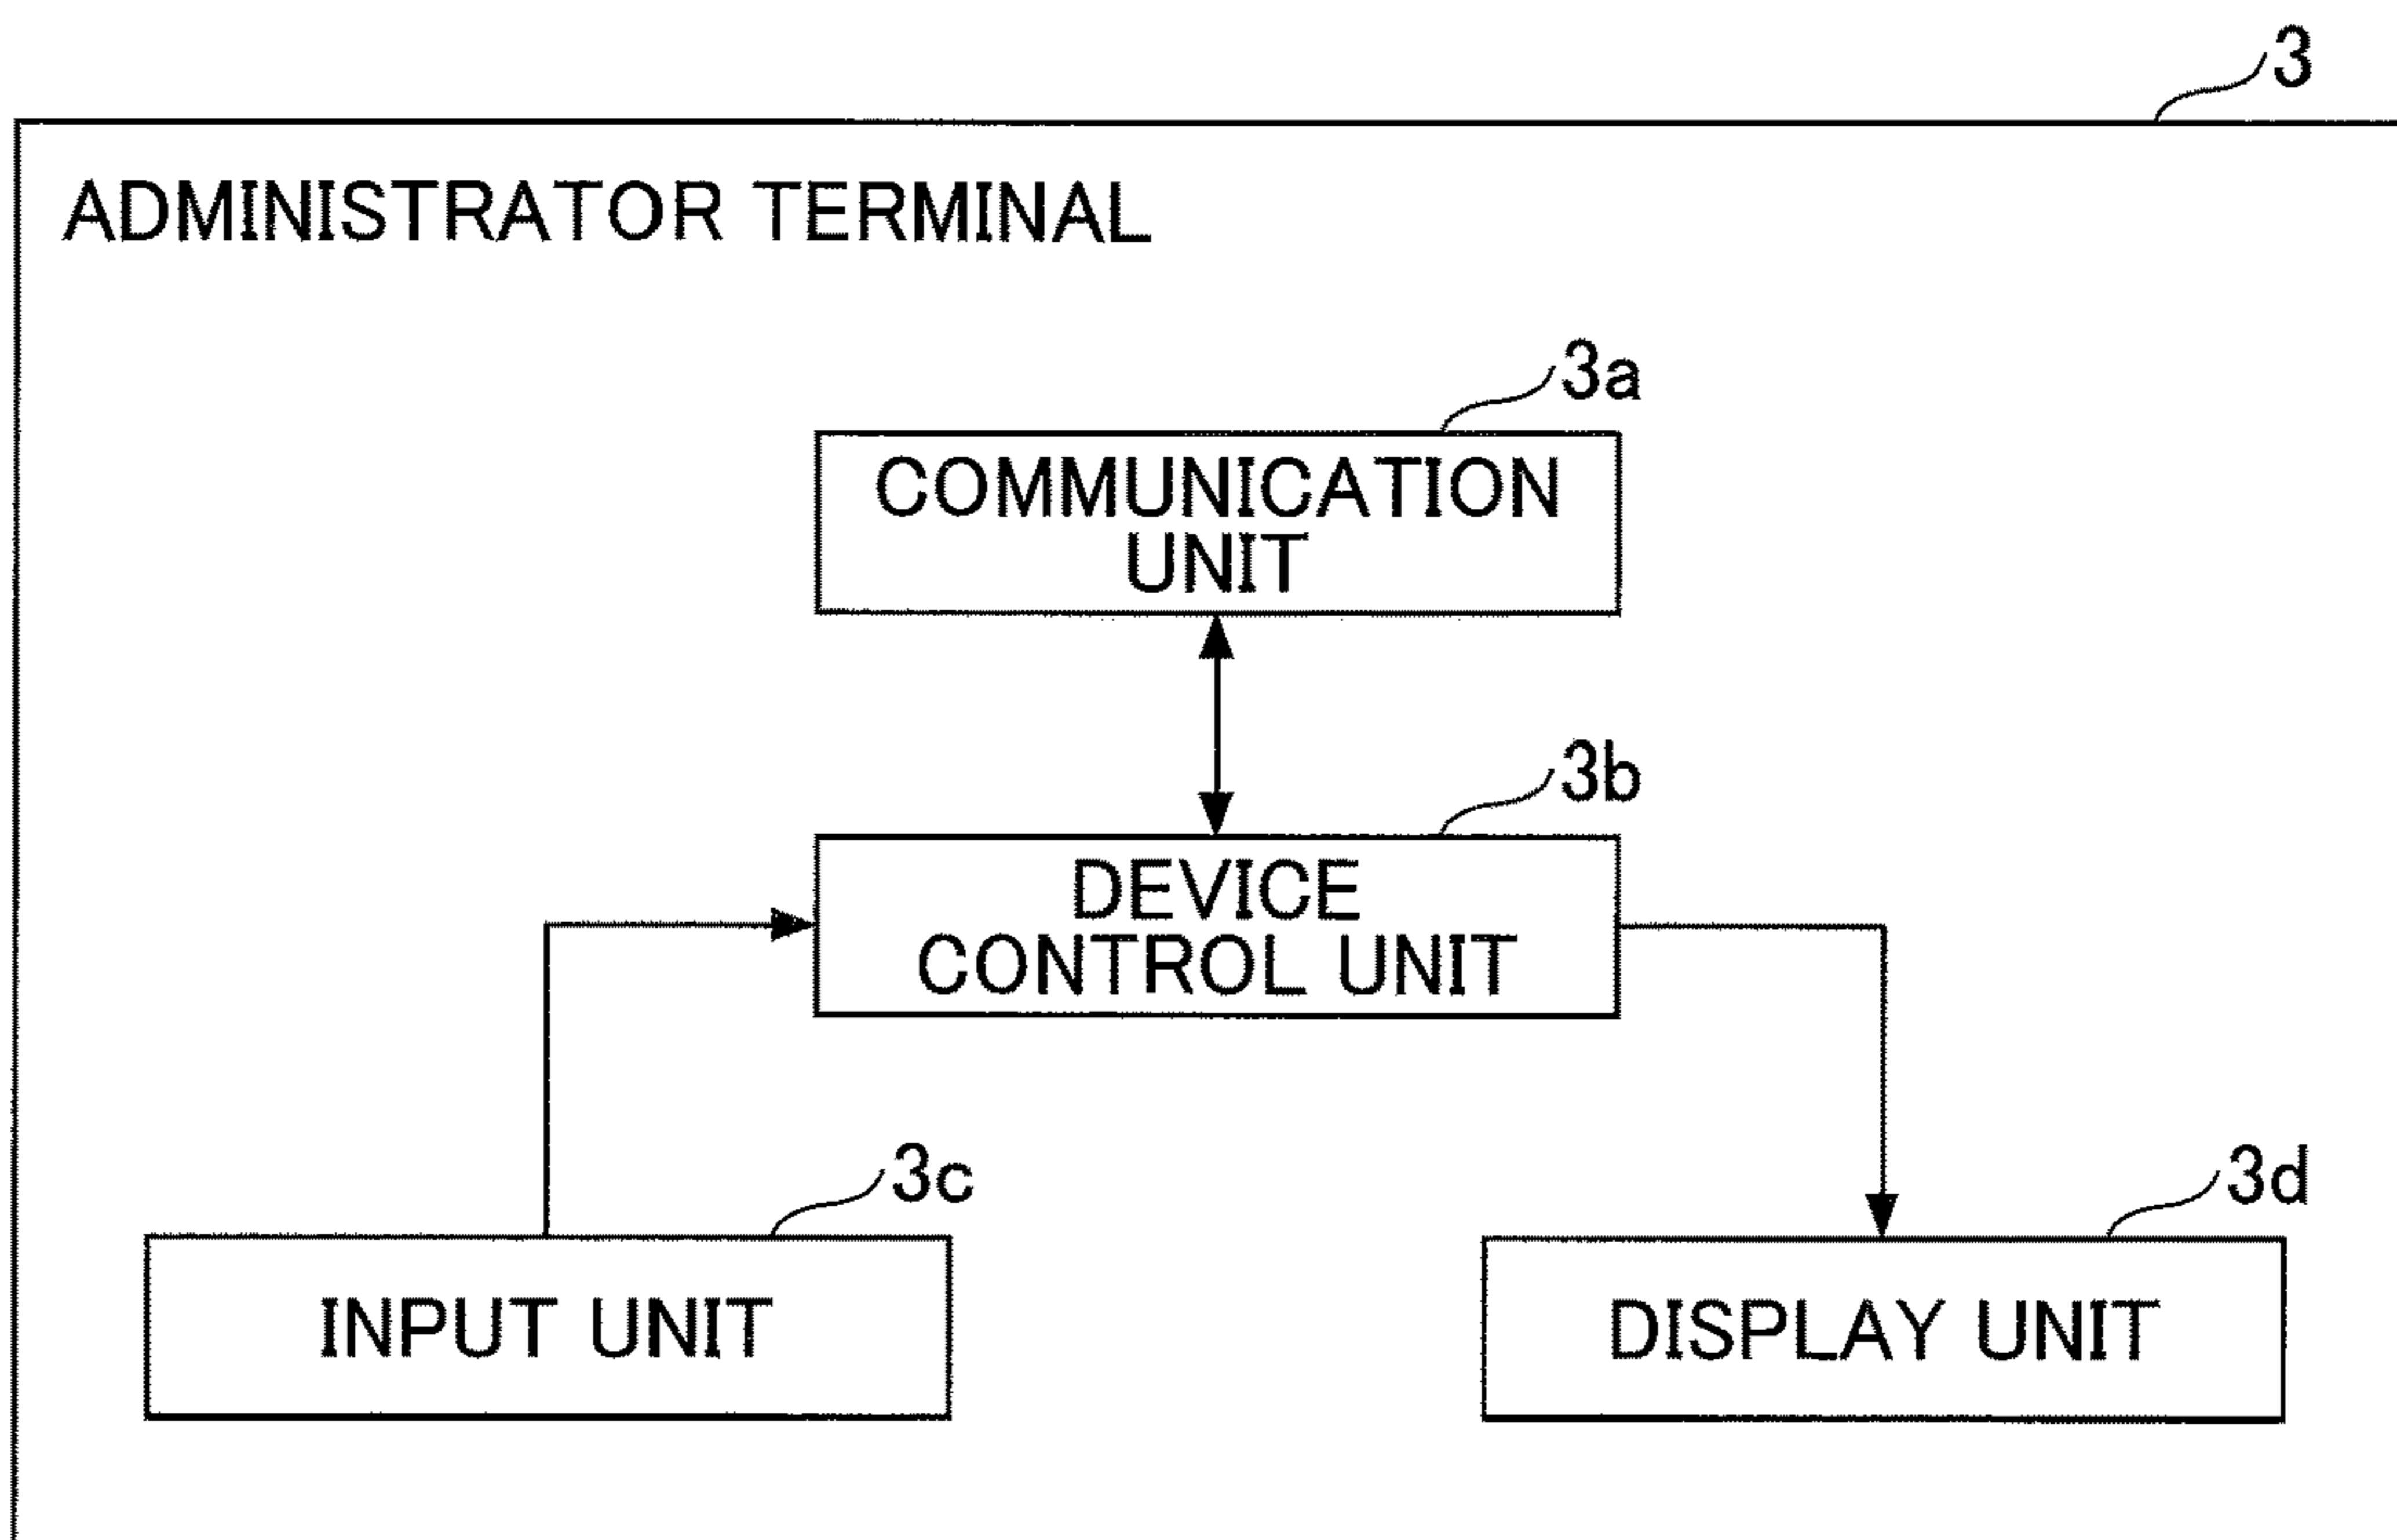 3
ADMINISTRATOR TERMINAL
3a
COMMUNICATION
UNIT
3b
DEVICE
CONTROL UNIT
3c
INPUT UNIT
3d
DISPLAY UNIT